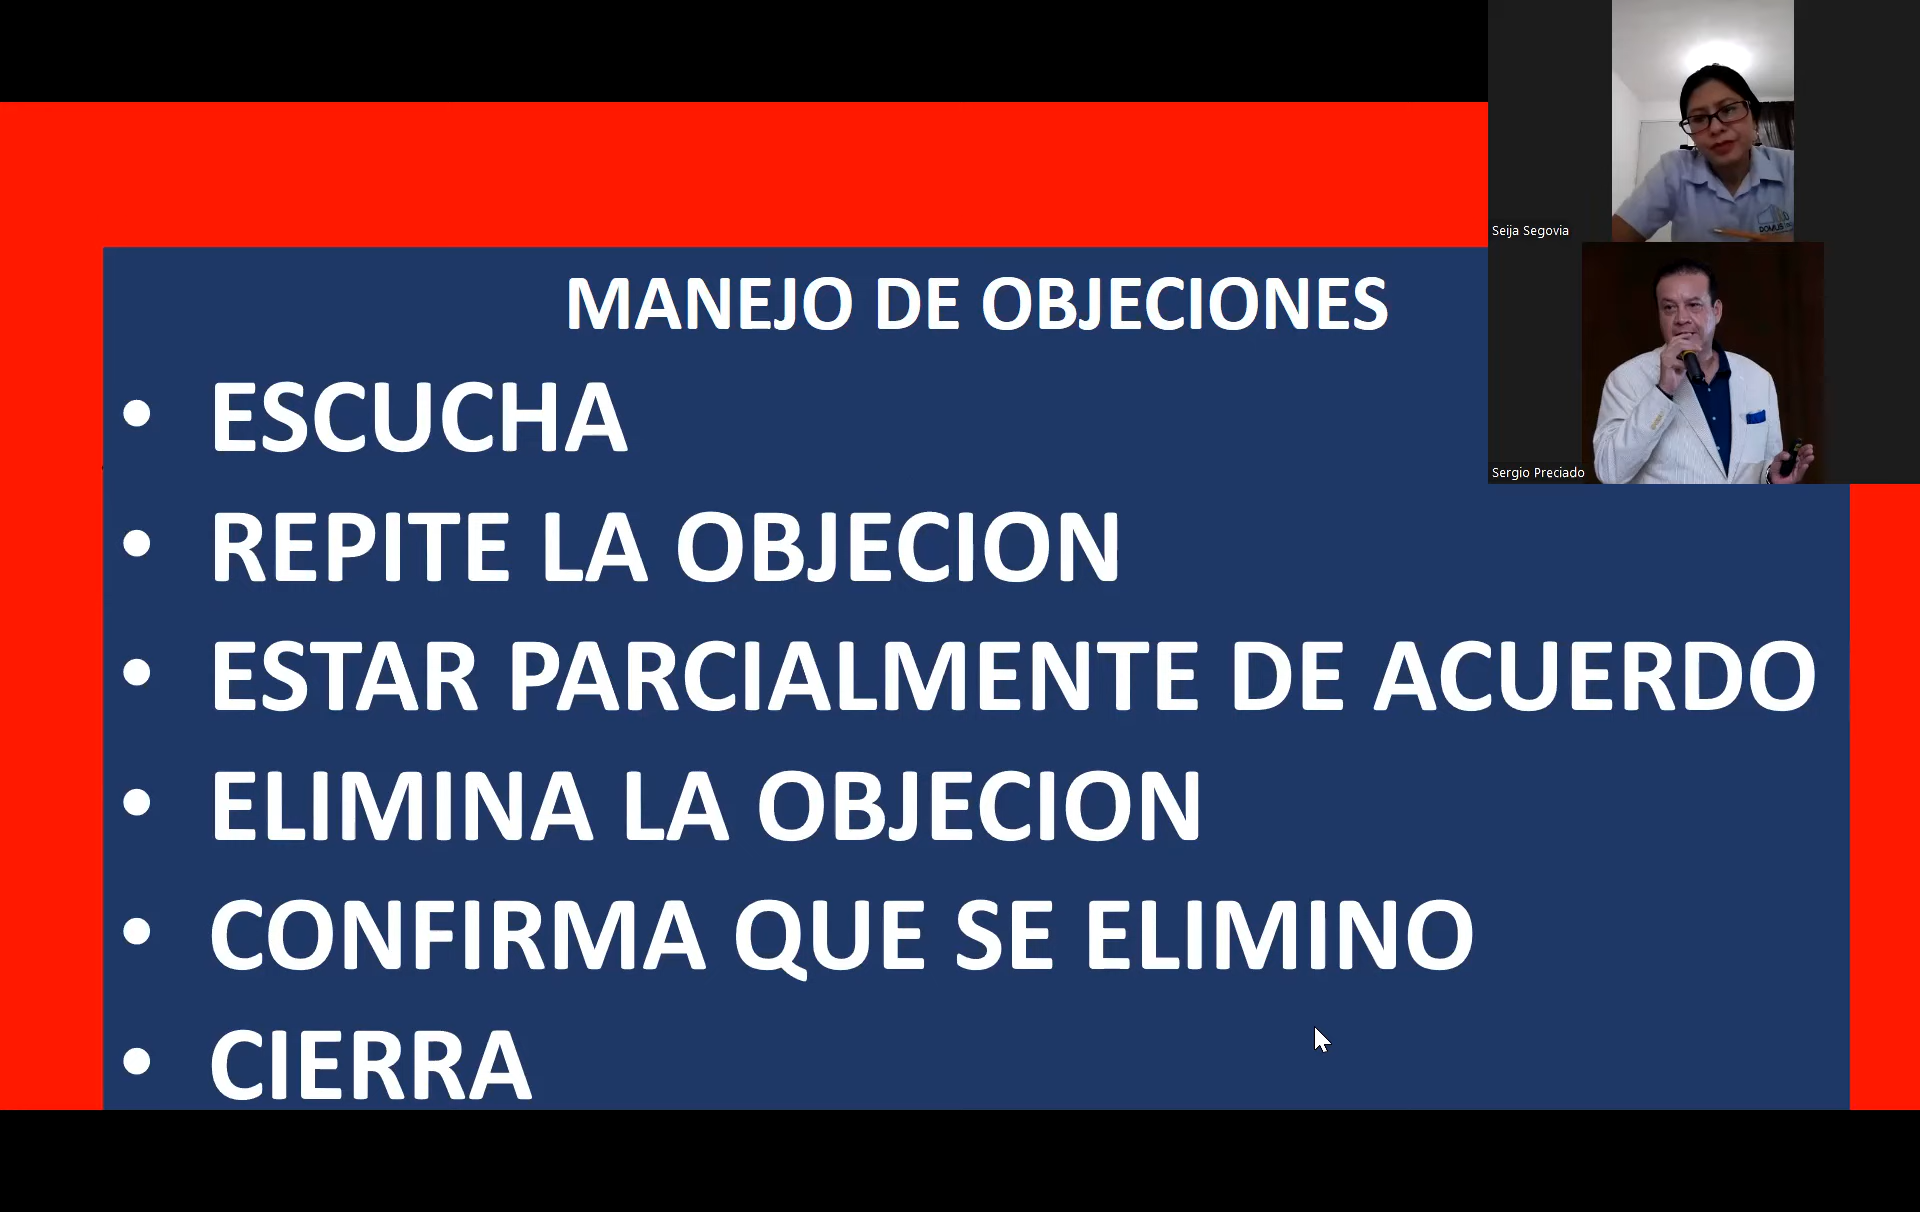 MANEJO DE OBJECIONES
• ESCUCHA
• REPITE LA OBJECION
• ESTAR PARCIALMENTE DE ACUERDO
• ELIMINA LA OBJECION
• CONFIRMA QUE SE ELIMINO
• CIERRA
Seija Segovia
DOMUS
Sergio Preciado